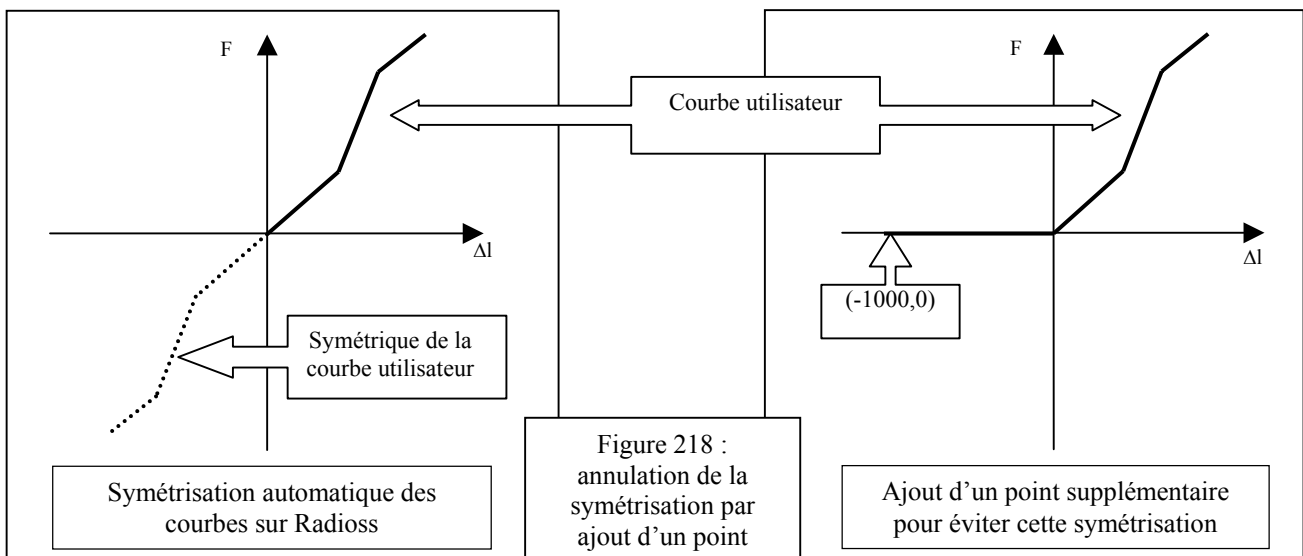 F
F
Courbe utilisateur
Δl
Δl
(-1000,0)
Symétrique de la
courbe utilisateur
Figure 218 :
annulation de la
symétrisation par
ajout d'un point
Symétrisation automatique des
courbes sur Radioss
Ajout d'un point supplémentaire
pour éviter cette symétrisation